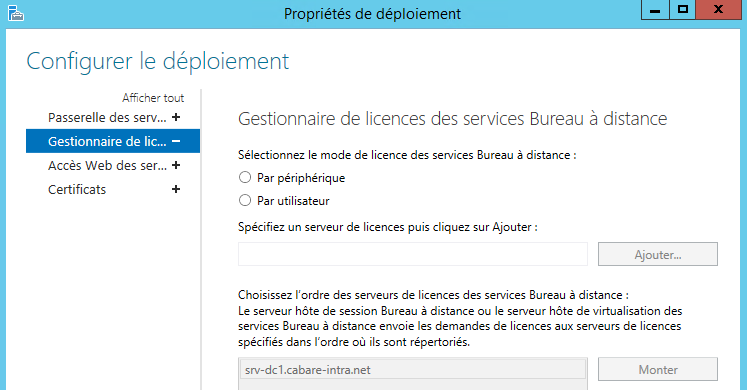 Propriétés de déploiement
Configurer le déploiement
Afficher tout
Passerelle des serv... +
Gestionnaire de lic... –
Accès Web des ser... +
Certificats +
Gestionnaire de licences des services Bureau à distance
Sélectionnez le mode de licence des services Bureau à distance :
Par périphérique
Par utilisateur
Spécifiez un serveur de licences puis cliquez sur Ajouter :
Ajouter...
Choisissez l'ordre des serveurs de licences des services Bureau à distance :
Le serveur hôte de session Bureau à distance ou le serveur hôte de virtualisation des
services Bureau à distance envoie les demandes de licences aux serveurs de licences
spécifiés dans l'ordre où ils sont répertoriés.
srv-dc1.cabare-intra.net
Monter